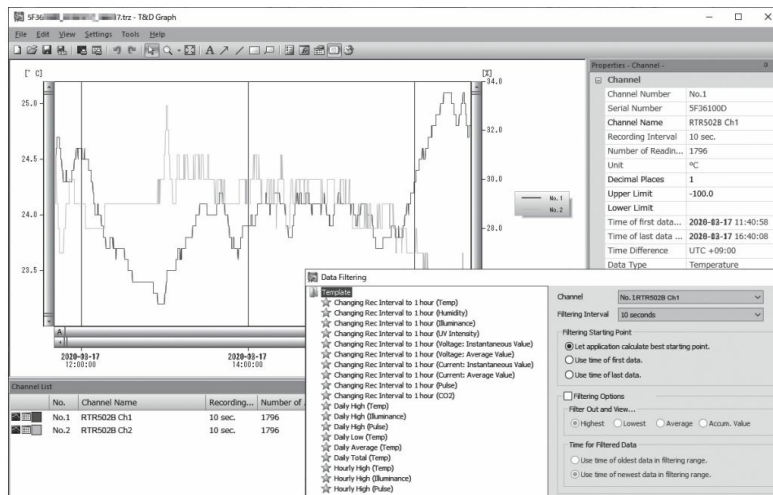 5F36 17.trz - T&D Graph
File Edit View Settings Tools Help
[° C]
[%]
25.0
24.5
24.0
23.5
34.0
32.0
30.0
28.0
No. 1
No. 2
A
2020-03-17
12:00:00
2020-03-17
14:00:00
Properties - Channel -
Channel
Channel Number No.1
Serial Number 5F36100D
Channel Name RTR502B Ch1
Recording Interval 10 sec.
Number of Readin... 1796
Unit °C
Decimal Places 1
Upper Limit -100.0
Lower Limit
Time of first data... 2020-03-17 11:40:58
Time of last data ... 2020-03-17 16:40:08
Time Difference UTC +09:00
Data Type Temperature
Channel List
No. Channel Name Recording... Number of .
No.1 RTR502B Ch1 10 sec. 1796
No.2 RTR502B Ch2 10 sec. 1796
Data Filtering
Template
Changing Rec Interval to 1 hour (Temp)
Changing Rec Interval to 1 hour (Humidity)
Changing Rec Interval to 1 hour (Illuminance)
Changing Rec Interval to 1 hour (UV Intensity)
Changing Rec Interval to 1 hour (Voltage: Instantaneous Value)
Changing Rec Interval to 1 hour (Voltage: Average Value)
Changing Rec Interval to 1 hour (Current: Instantaneous Value)
Changing Rec Interval to 1 hour (Current: Average Value)
Changing Rec Interval to 1 hour (Pulse)
Changing Rec Interval to 1 hour (CO2)
Daily High (Temp)
Daily High (Illuminance)
Daily High (Pulse)
Daily Low (Temp)
Daily Average (Temp)
Daily Total (Temp)
Hourly High (Temp)
Hourly High (Illuminance)
Hourly High (Pulse)
Channel No. 1RTR502B Ch1
Filtering Interval 10 seconds
Filtering Starting Point
Let application calculate best starting point.
Use time of first data.
Use time of last data.
Filtering Options
Filter Out and View...
Highest Lowest Average Accum. Value
Time for Filtered Data
Use time of oldest data in filtering range.
Use time of newest data in filtering range.